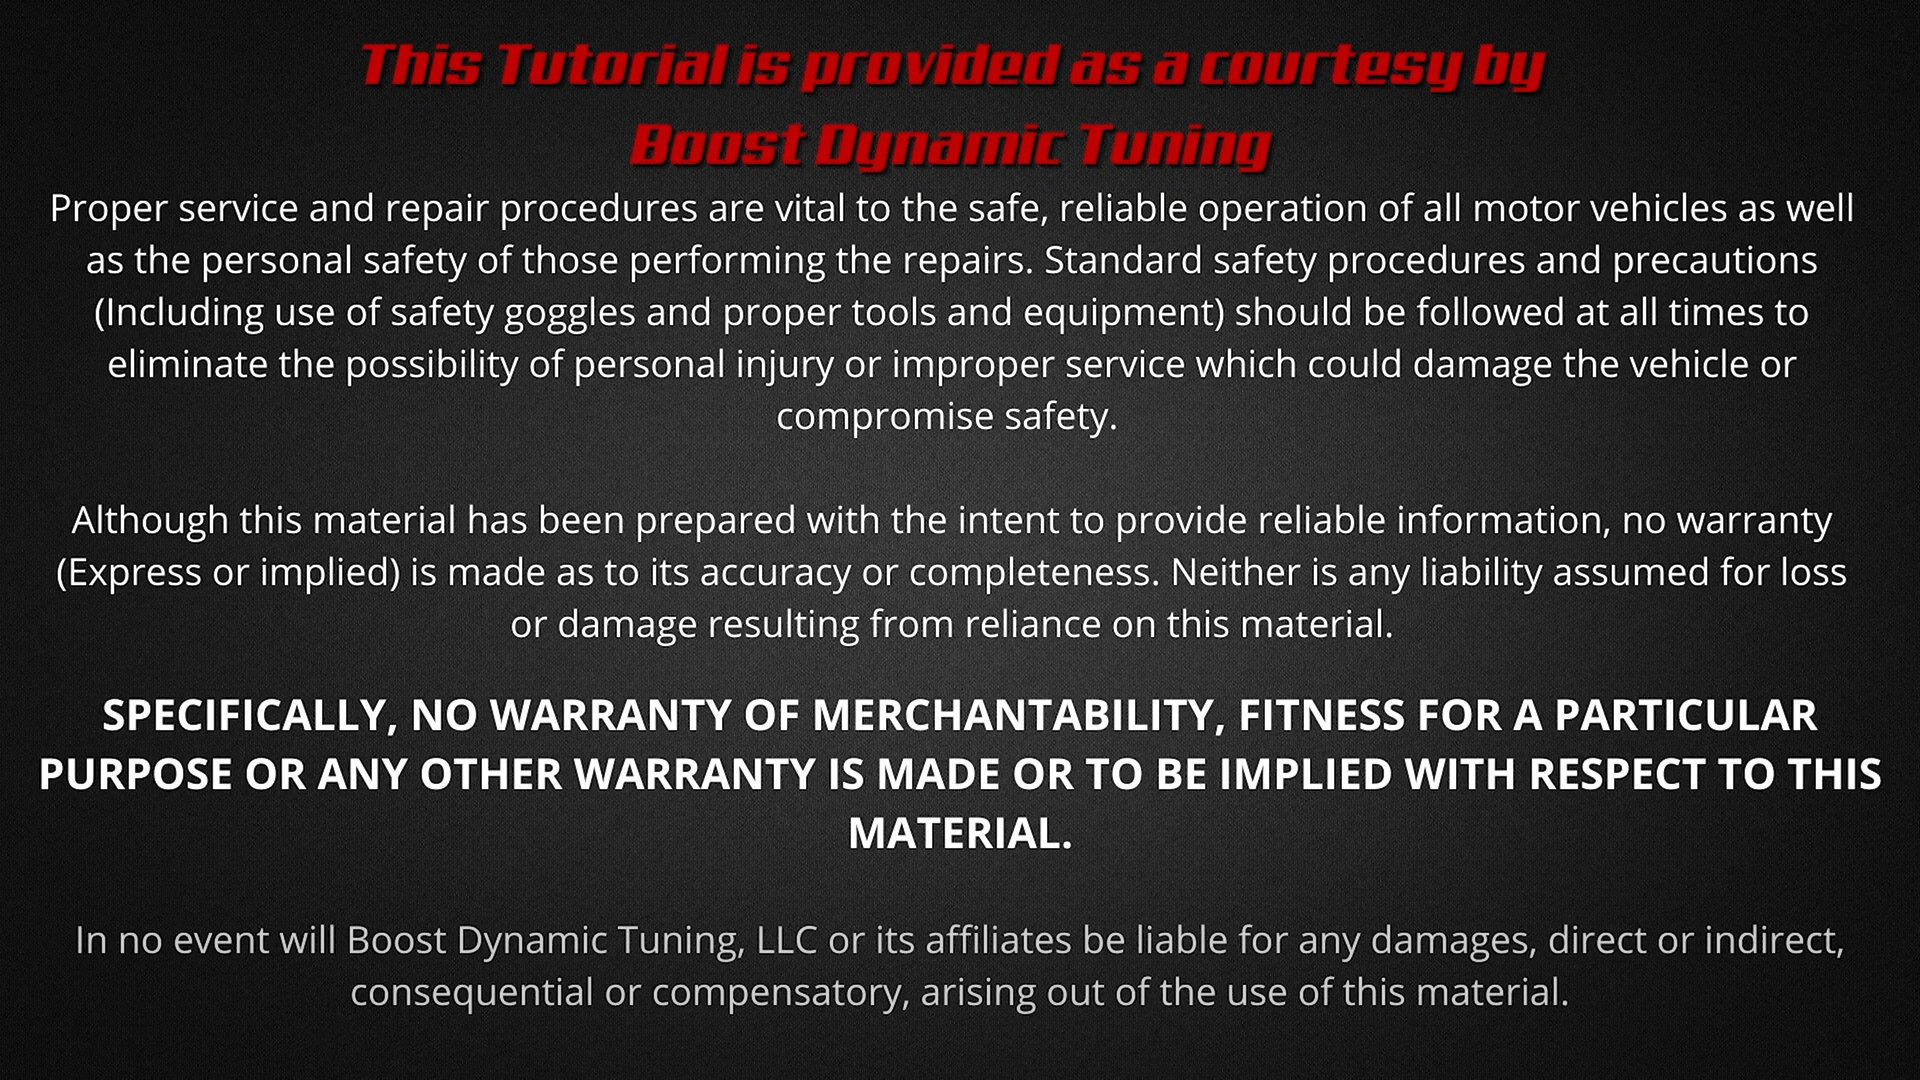 This Tutorial is provided as a courtesy by
Boost Dynamic Tuning
Proper service and repair procedures are vital to the safe, reliable operation of all motor vehicles as well
as the personal safety of those performing the repairs. Standard safety procedures and precautions
(Including use of safety goggles and proper tools and equipment) should be followed at all times to
eliminate the possibility of personal injury or improper service which could damage the vehicle or
compromise safety.
Although this material has been prepared with the intent to provide reliable information, no warranty
(Express or implied) is made as to its accuracy or completeness. Neither is any liability assumed for loss
or damage resulting from reliance on this material.
SPECIFICALLY, NO WARRANTY OF MERCHANTABILITY, FITNESS FOR A PARTICULAR
PURPOSE OR ANY OTHER WARRANTY IS MADE OR TO BE IMPLIED WITH RESPECT TO THIS
MATERIAL.
In no event will Boost Dynamic Tuning, LLC or its affiliates be liable for any damages, direct or indirect,
consequential or compensatory, arising out of the use of this material.